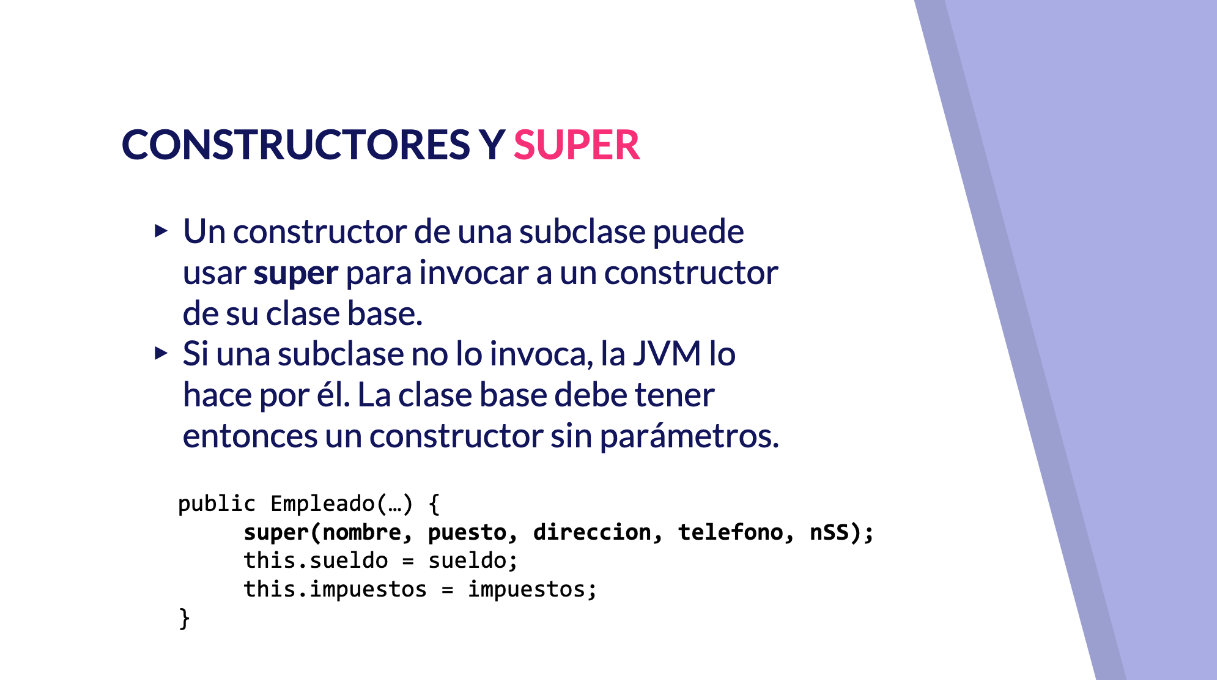 CONSTRUCTORES Y SUPER
▸ Un constructor de una subclase puede
usar super para invocar a un constructor
de su clase base.
▸ Si una subclase no lo invoca, la JVM lo
hace por él. La clase base debe tener
entonces un constructor sin parámetros.
public Empleado(…) {
     super(nombre, puesto, direccion, telefono, nSS);
     this.sueldo = sueldo;
     this.impuestos = impuestos;
}